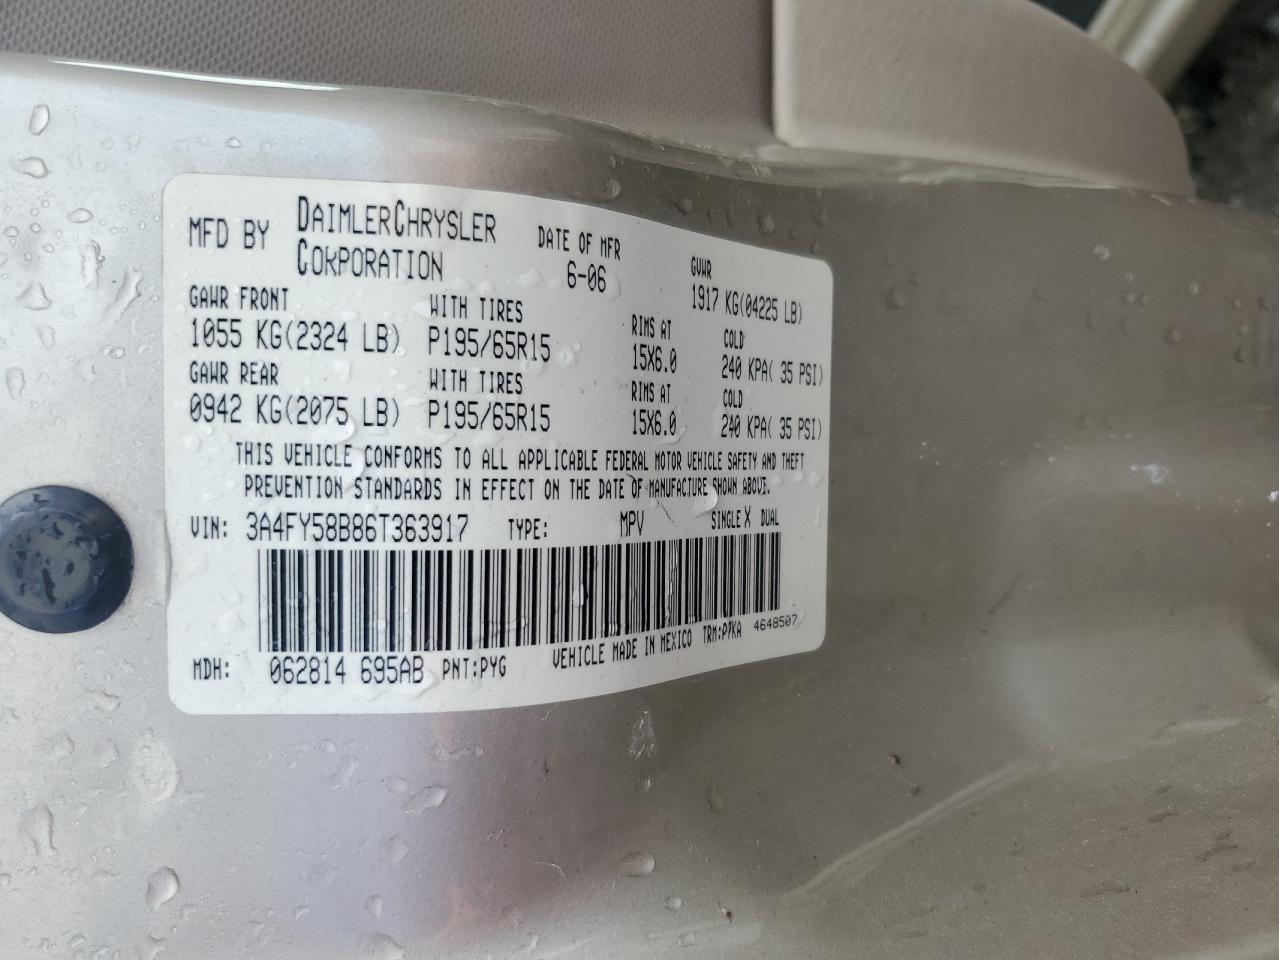 MFD BY DAIMLERCHRYSLER CORPORATION DATE OF MFR 6-06 GVWR 1917 KG(04225 LB)
GAWR FRONT WITH TIRES RIMS AT COLD
1055 KG(2324 LB) P195/65R15 15X6.0 240 KPA( 35 PSI)
GAWR REAR WITH TIRES RIMS AT COLD
0942 KG(2075 LB) P195/65R15 15X6.0 240 KPA( 35 PSI)
THIS VEHICLE CONFORMS TO ALL APPLICABLE FEDERAL MOTOR VEHICLE SAFETY AND THEFT
PREVENTION STANDARDS IN EFFECT ON THE DATE OF MANUFACTURE SHOWN ABOVE.
VIN: 3A4FY58B86T363917 TYPE: MPV SINGLE X DUAL
MDH: 062814 695AB PNT:PYG VEHICLE MADE IN MEXICO TRM:PPKA 4648507